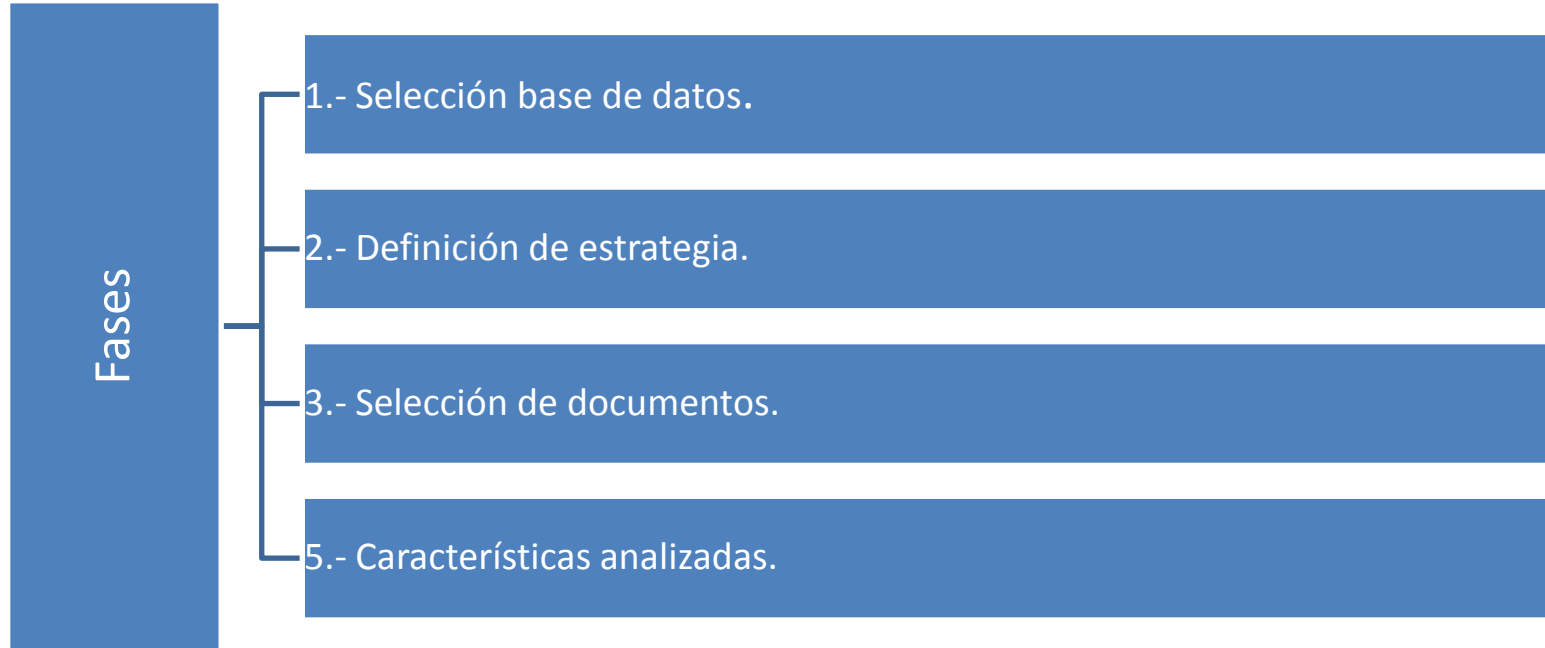 Fases
1.- Selección base de datos.
2.- Definición de estrategia.
3.- Selección de documentos.
5.- Características analizadas.